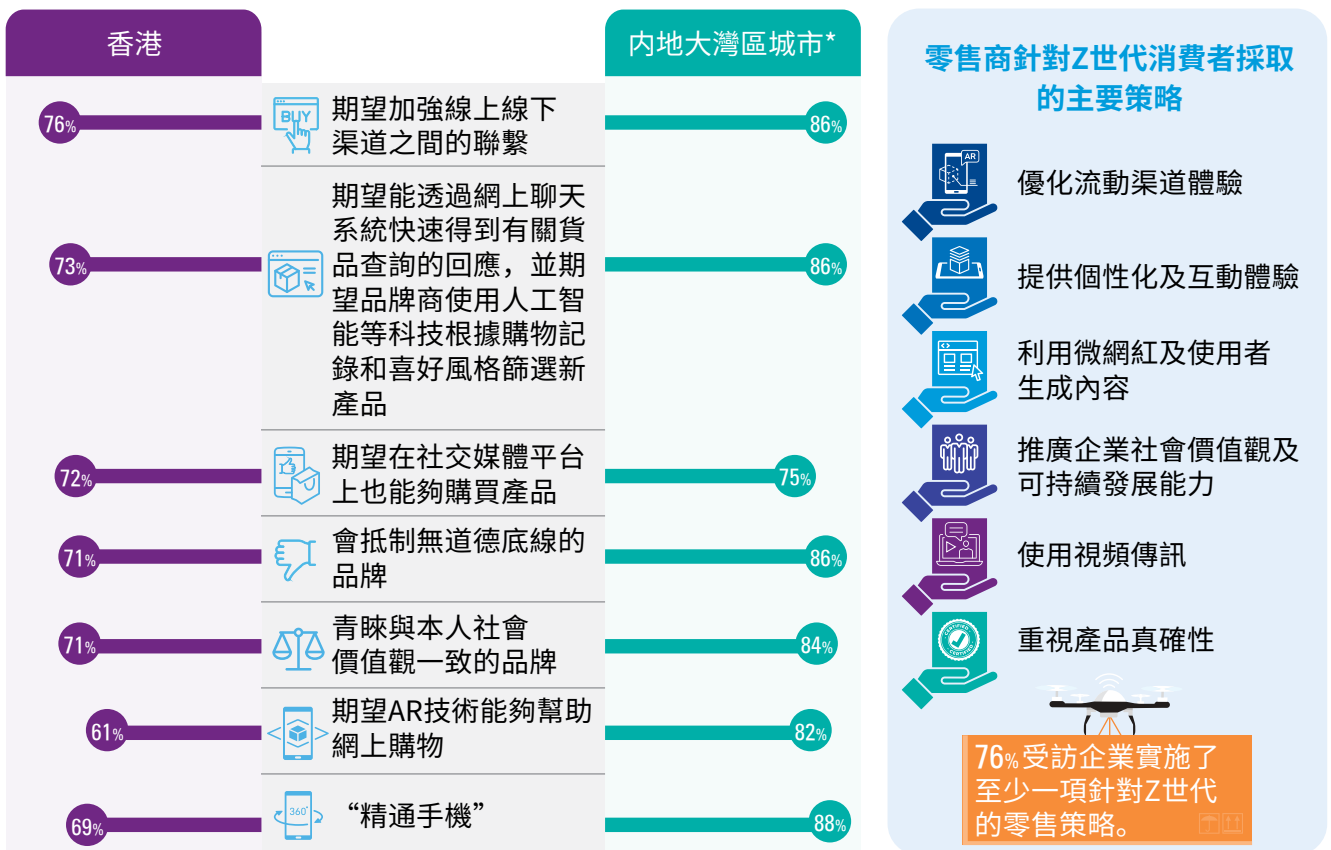 香港
内地大灣區城市*
76%
BUY
期望加強線上線下
渠道之間的聯繫
86%
73%
期望能透過網上聊天
系統快速得到有關貨
品查詢的回應，並期
望品牌商使用人工智
能等科技根據購物記
錄和喜好風格篩選新
產品
86%
72%
期望在社交媒體平台
上也能夠購買產品
75%
71%
會抵制無道德底線的
品牌
86%
71%
青睞與本人社會
價值觀一致的品牌
84%
61%
期望AR技術能夠幫助
網上購物
82%
69%
360°
“精通手機”
88%
零售商針對Z世代消費者採取
的主要策略
AR
優化流動渠道體驗
提供個性化及互動體驗
利用微網紅及使用者
生成內容
推廣企業社會價值觀及
可持續發展能力
使用視頻傳訊
CERTIFIED
CERTIFIED
重視產品真確性
76%受訪企業實施了
至少一項針對Z世代
的零售策略。